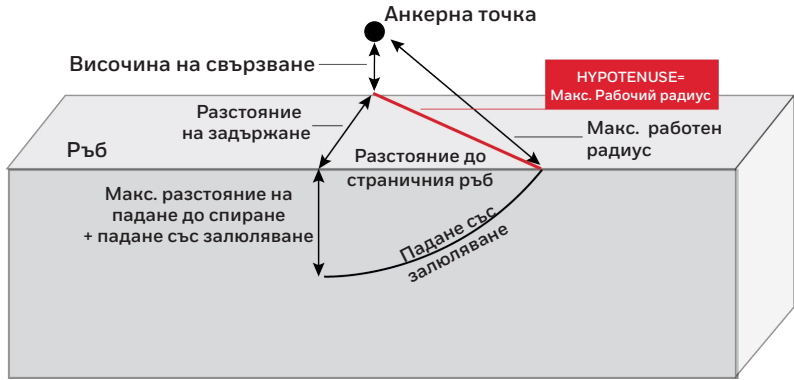 Анкерна точка
Височина на свързване
HYPOTENUSE=
Макс. Рабочий радиус
Разстояние
на задържане
Макс. работен
радиус
Ръб
Разстояние до
страничния ръб
Макс. разстояние на
падане до спиране
+ падане със залюляване
Падане със
залюляване